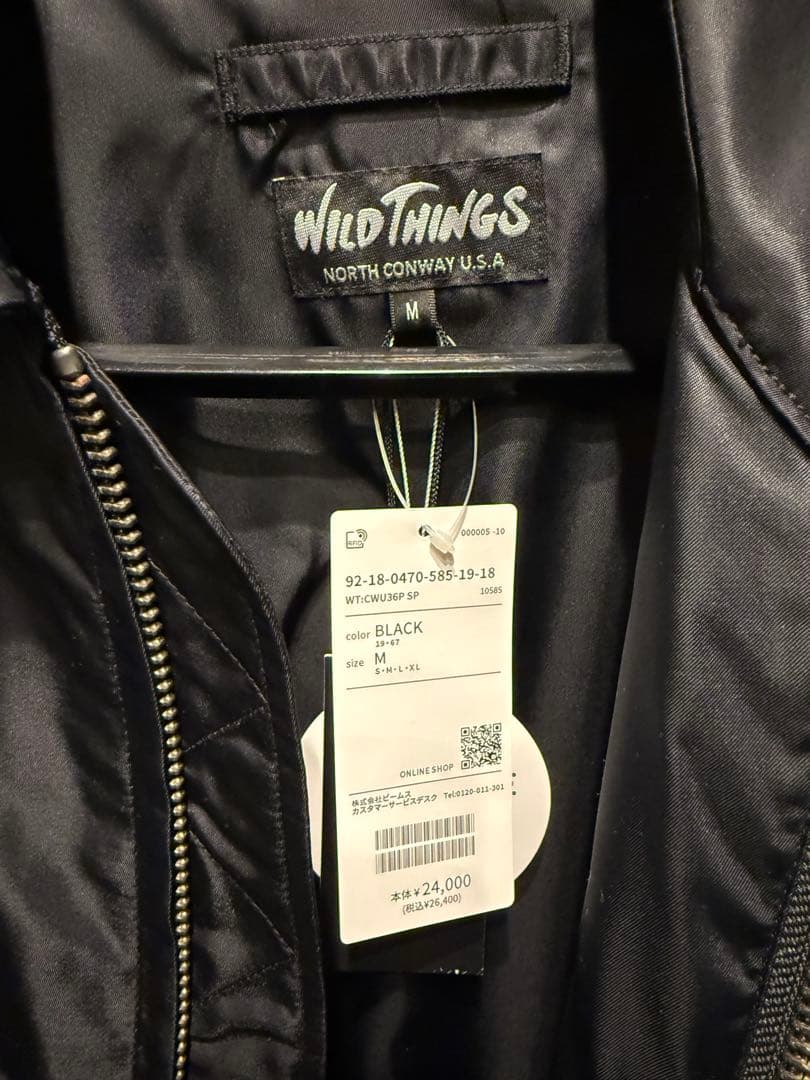 WILD THINGS
NORTH CONWAY U.S.A
M
RFID
000005 -10
92-18-0470-585-19-18
WT:CWU36P SP 10585
color BLACK
19・67
size M
S・M・L・XL
ONLINE SHOP
株式会社ビームス
カスタマーサービスデスク Tel:0120-011-301
本体¥24,000
(税込¥26,400)